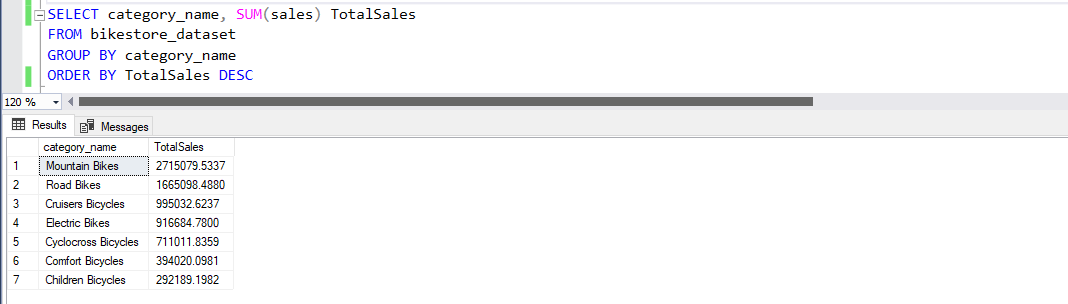 SELECT category_name, SUM(sales) TotalSales
FROM bikestore_dataset
GROUP BY category_name
ORDER BY TotalSales DESC
120 %
Results Messages
category_name TotalSales
1 Mountain Bikes 2715079.5337
2 Road Bikes 1665098.4880
3 Cruisers Bicycles 995032.6237
4 Electric Bikes 916684.7800
5 Cyclocross Bicycles 711011.8359
6 Comfort Bicycles 394020.0981
7 Children Bicycles 292189.1982